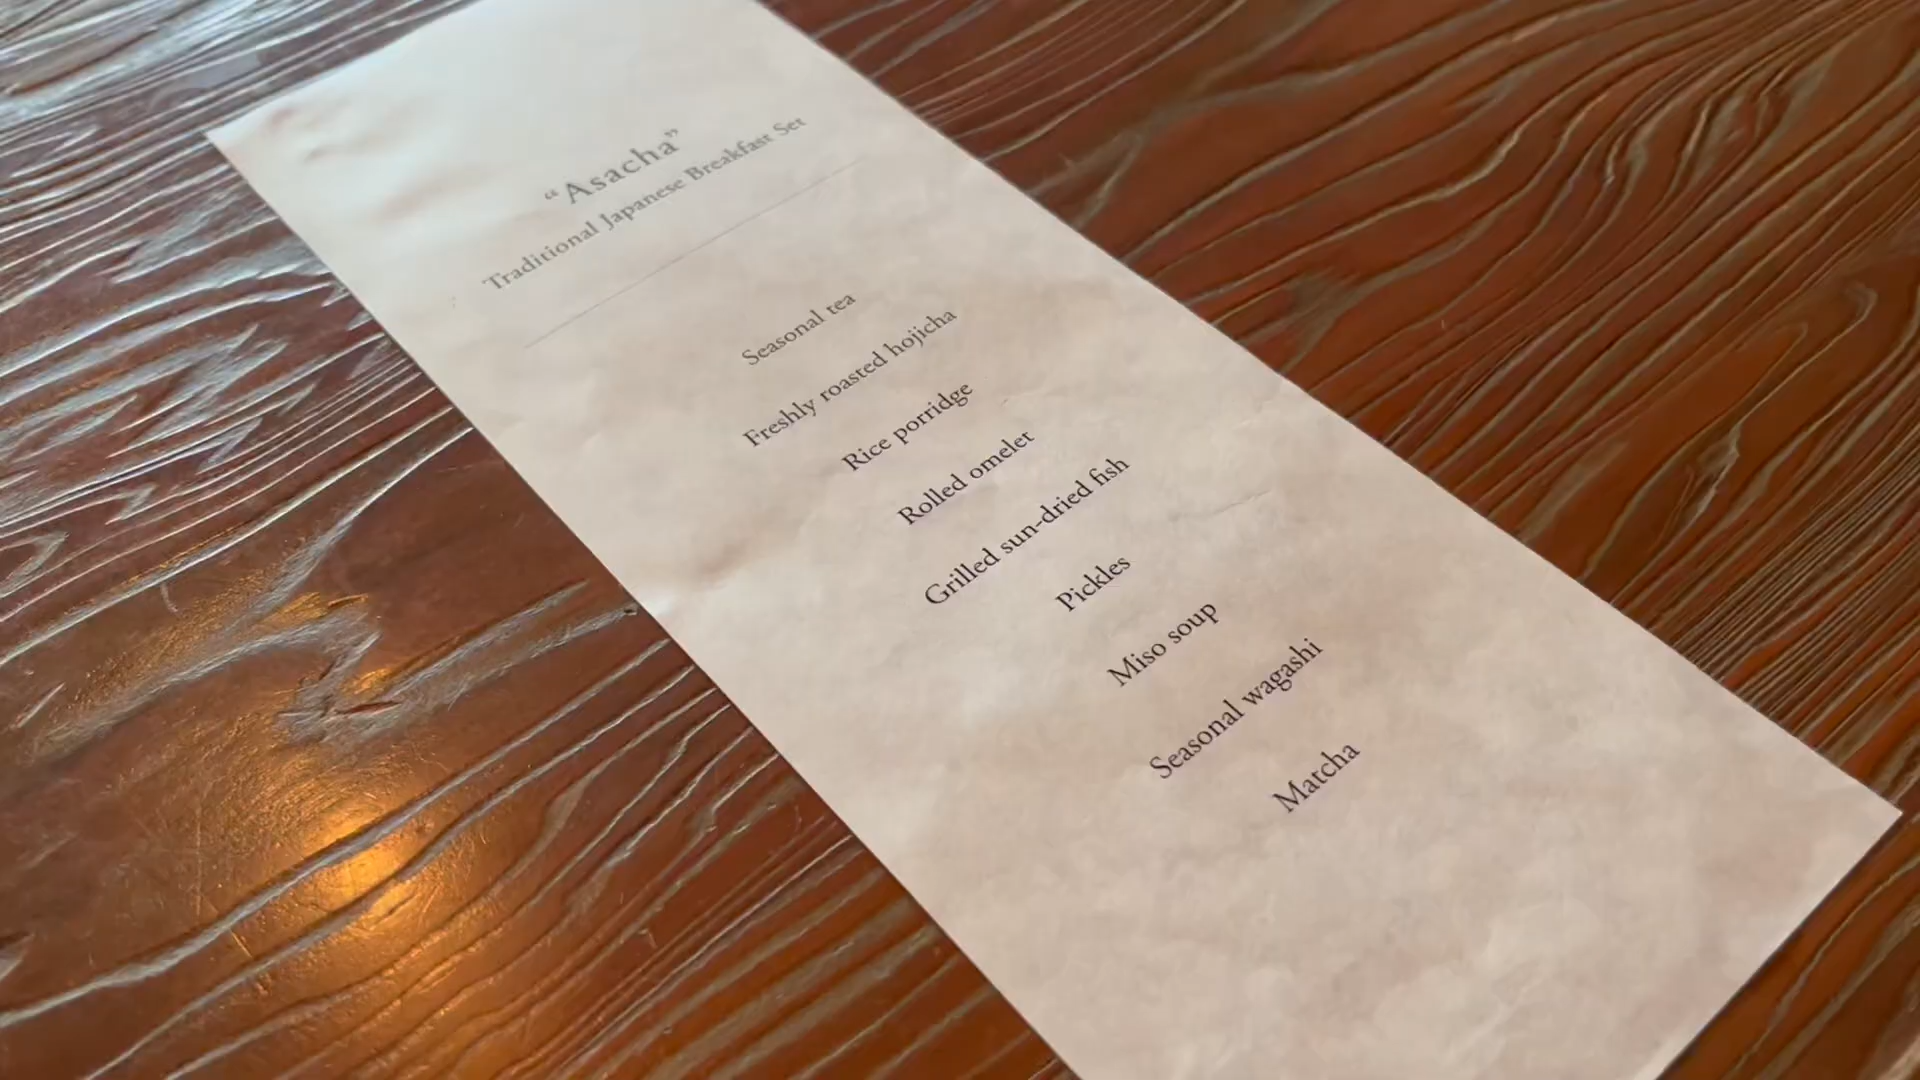 “Asacha”
Traditional Japanese Breakfast Set
Seasonal tea
Freshly roasted hojicha
Rice porridge
Rolled omelet
Grilled sun-dried fish
Pickles
Miso soup
Seasonal wagashi
Matcha